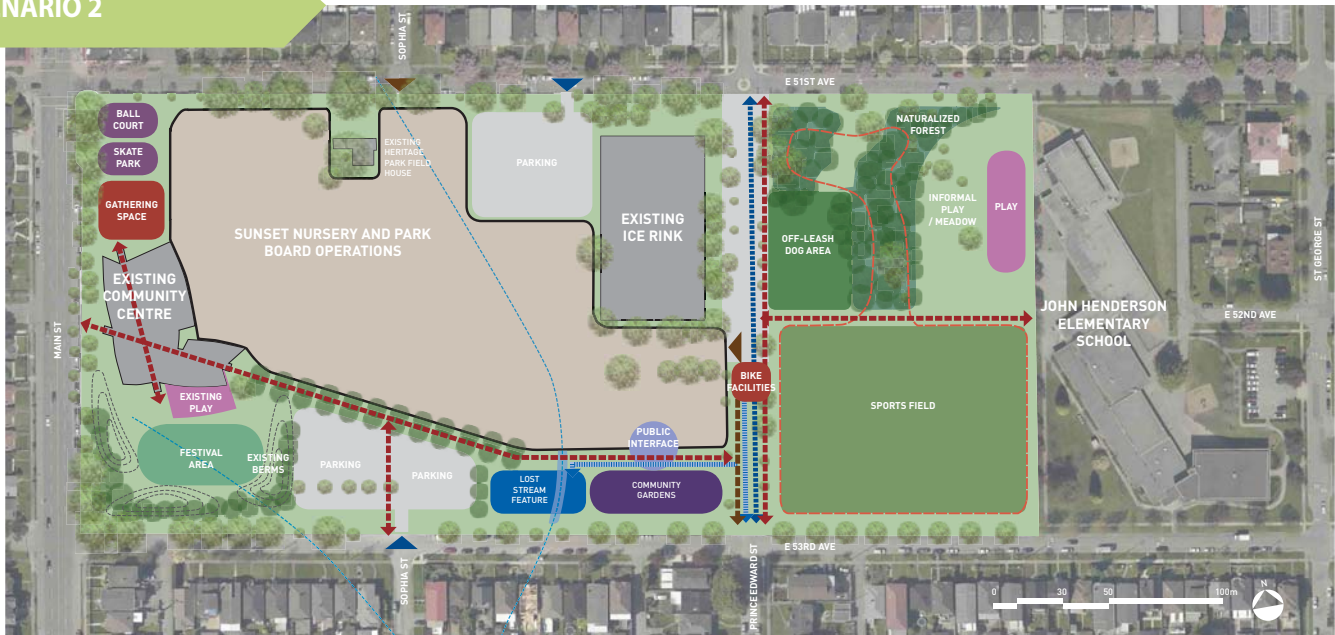 NARIO 2
SOPHIA ST
E 51ST AVE
BALL
COURT
SKATE
PARK
GATHERING
SPACE
EXISTING
HERITAGE
PARK FIELD
HOUSE
PARKING
NATURALIZED
FOREST
INFORMAL
PLAY
/ MEADOW
PLAY
SUNSET NURSERY AND PARK
BOARD OPERATIONS
EXISTING
ICE RINK
OFF-LEASH
DOG AREA
ST GEORGE ST
EXISTING
COMMUNITY
CENTRE
MAIN ST
JOHN HENDERSON
ELEMENTARY
SCHOOL
E 52ND AVE
BIKE
FACILITIES
EXISTING
PLAY
SPORTS FIELD
PUBLIC
INTERFACE
FESTIVAL
AREA
EXISTING
BERMS
PARKING
PARKING
LOST
STREAM
FEATURE
COMMUNITY
GARDENS
E 53RD AVE
SOPHIA ST
PRINCE EDWARD ST
0 30 50 100m
N